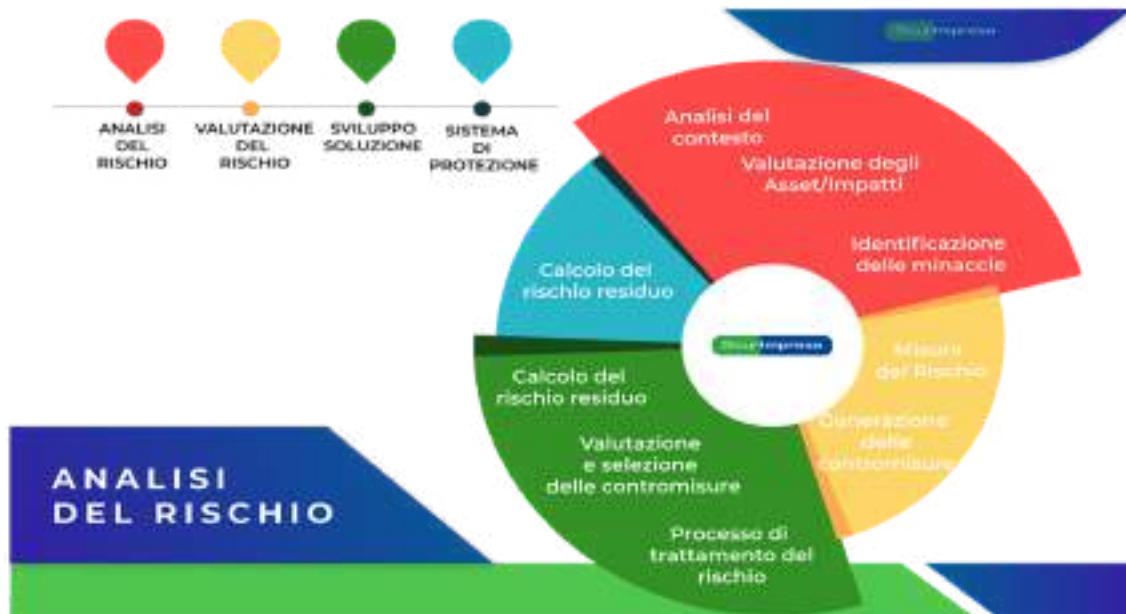 ANALISI
DEL
RISCHIO
VALUTAZIONE
DEL
RISCHIO
SVILUPPO
SOLUZIONE
SISTEMA
DI
PROTEZIONE
Analisi del
contesto
Valutazione degli
Asset/Impatti
Identificazione
delle minaccie
Misura
del Rischio
Generazione
delle
contromisure
Processo di
trattamento del
rischio
Valutazione
e selezione
delle contromisure
Calcolo del
rischio residuo
Calcolo del
rischio residuo
ANALISI
DEL RISCHIO